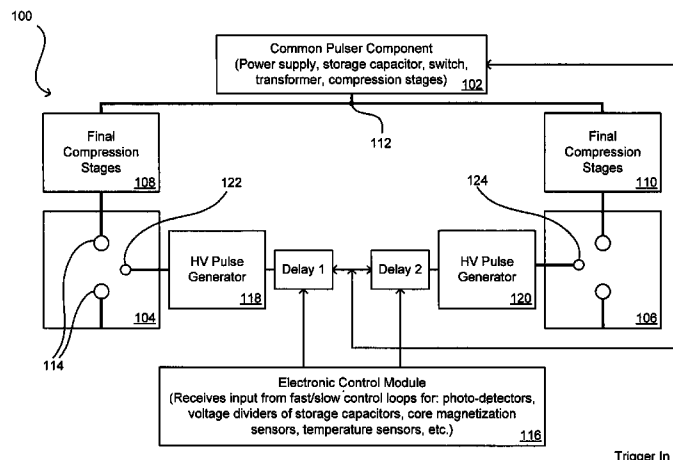 100
Common Pulser Component
(Power supply, storage capacitor, switch,
transformer, compression stages)
102
112
Final
Compression
Stages
108
Final
Compression
Stages
110
122
124
HV Pulse
Generator
118
Delay 1
Delay 2
HV Pulse
Generator
120
104
106
114
Electronic Control Module
(Receives input from fast/slow control loops for: photo-detectors,
voltage dividers of storage capacitors, core magnetization
sensors, temperature sensors, etc.)
116
Trigger In